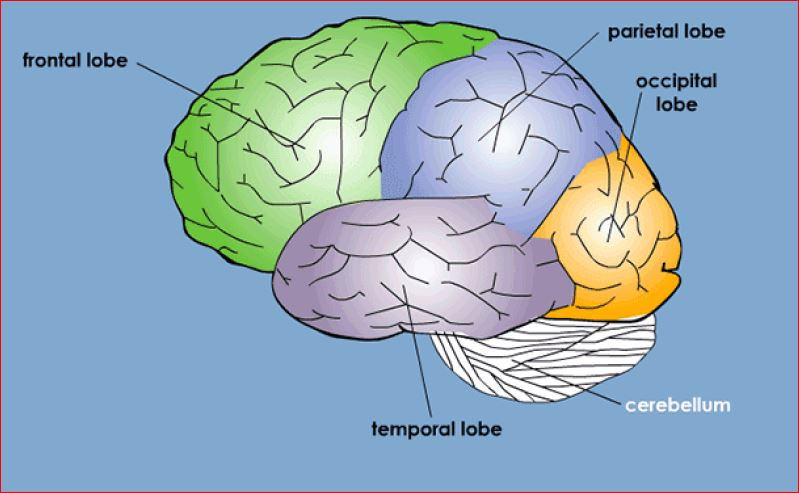 parietal lobe
frontal lobe
occipital
lobe
cerebellum
temporal lobe